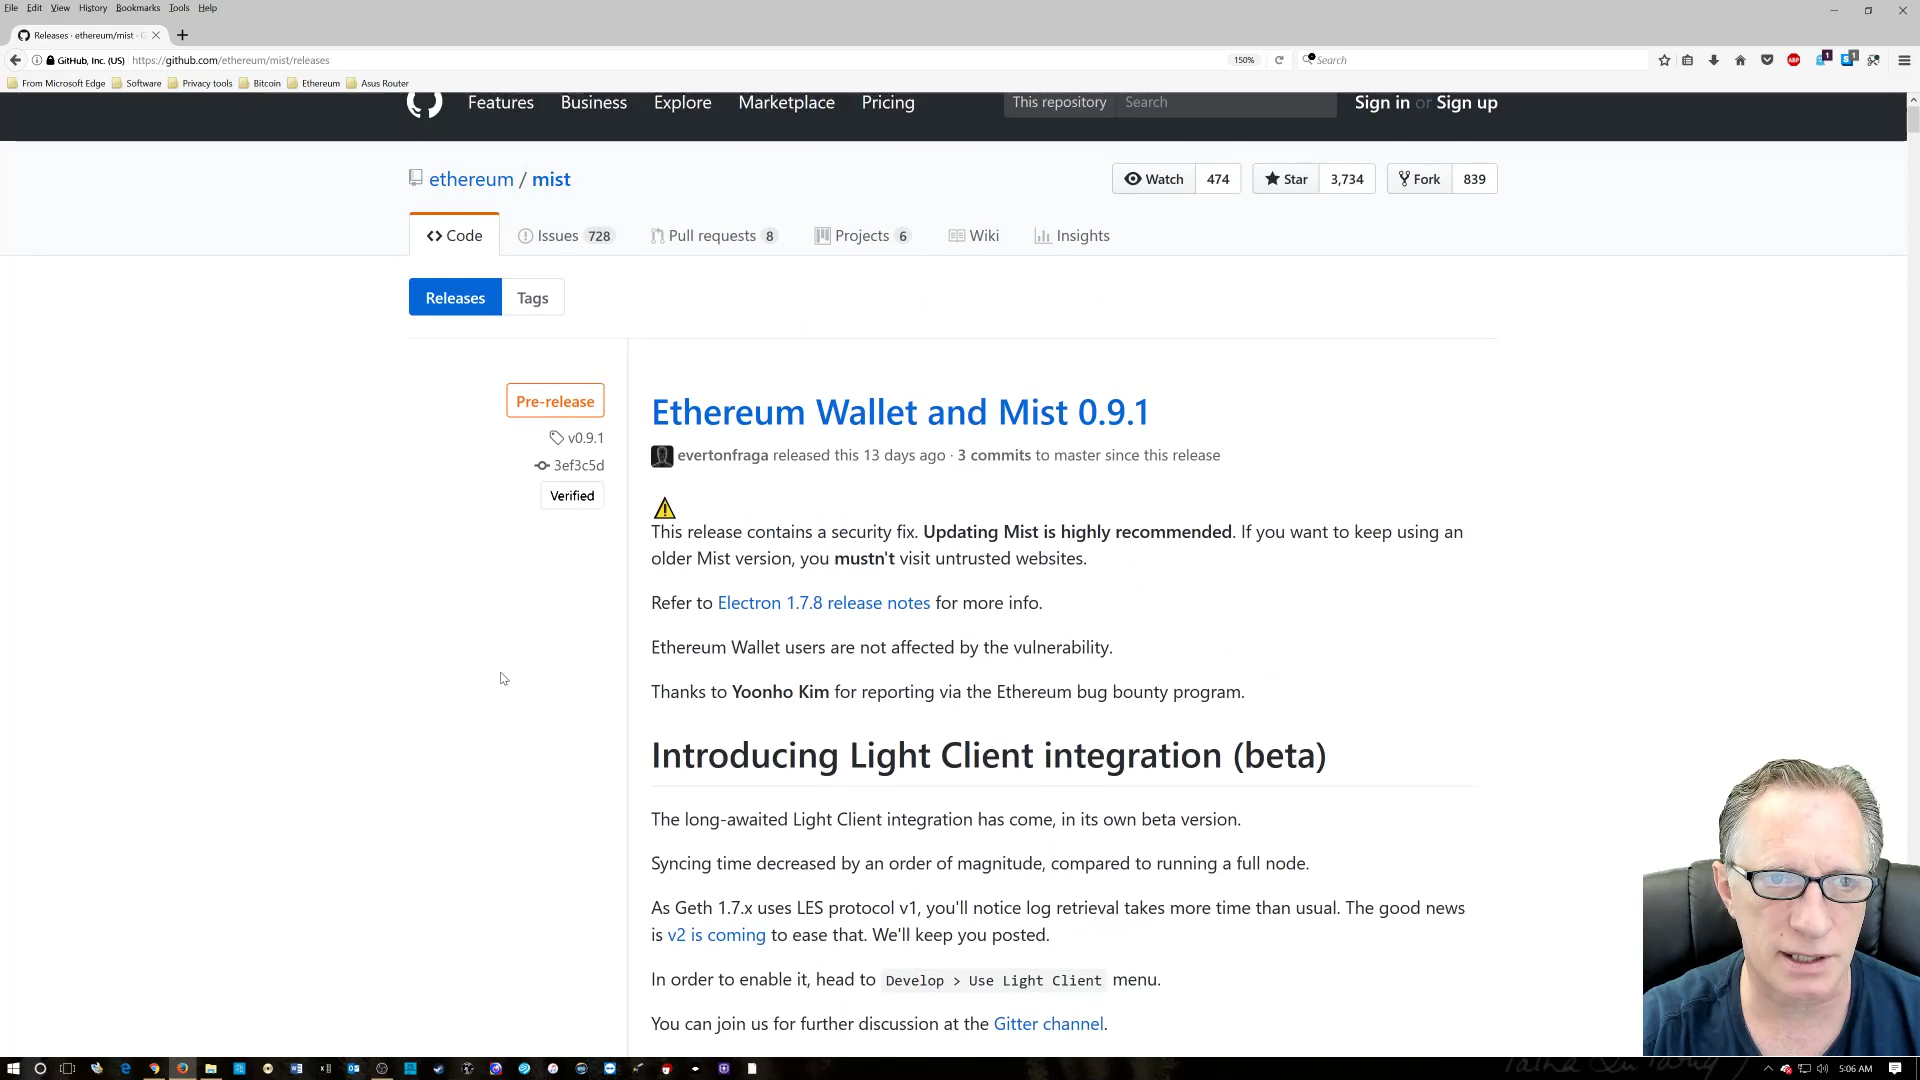 File Edit View History Bookmarks Tools Help
Releases · ethereum/mist ·
GitHub, Inc. (US) https://github.com/ethereum/mist/releases 150% Search
From Microsoft Edge Software Privacy tools Bitcoin Ethereum Asus Router
Features Business Explore Marketplace Pricing This repository Search Sign in or Sign up
ethereum / mist Watch 474 Star 3,734 Fork 839
Code Issues 728 Pull requests 8 Projects 6 Wiki Insights
Releases Tags
Pre-release
v0.9.1
3ef3c5d
Verified
Ethereum Wallet and Mist 0.9.1
evertonfraga released this 13 days ago · 3 commits to master since this release
This release contains a security fix. Updating Mist is highly recommended. If you want to keep using an
older Mist version, you mustn't visit untrusted websites.
Refer to Electron 1.7.8 release notes for more info.
Ethereum Wallet users are not affected by the vulnerability.
Thanks to Yoonho Kim for reporting via the Ethereum bug bounty program.
Introducing Light Client integration (beta)
The long-awaited Light Client integration has come, in its own beta version.
Syncing time decreased by an order of magnitude, compared to running a full node.
As Geth 1.7.x uses LES protocol v1, you'll notice log retrieval takes more time than usual. The good news
is v2 is coming to ease that. We'll keep you posted.
In order to enable it, head to Develop > Use Light Client menu.
You can join us for further discussion at the Gitter channel.
5:06 AM